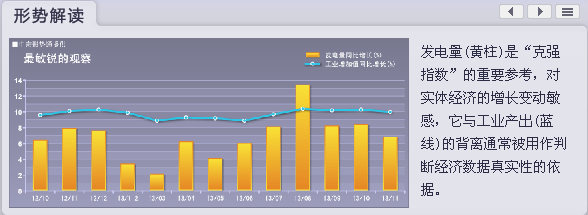 形势解读
最敏锐的观察
发电量同比增长(%)
工业增加值同比增长(%)
14
12
10
8
6
4
2
0
12/10 12/11 12/12 13/1-2 13/03 13/04 13/05 13/06 13/07 13/08 13/09 13/10 13/11
发电量(黄柱)是“克强
指数”的重要参考，对
实体经济的增长变动敏
感，它与工业产出(蓝
线)的背离通常被用作判
断经济数据真实性的依
据。